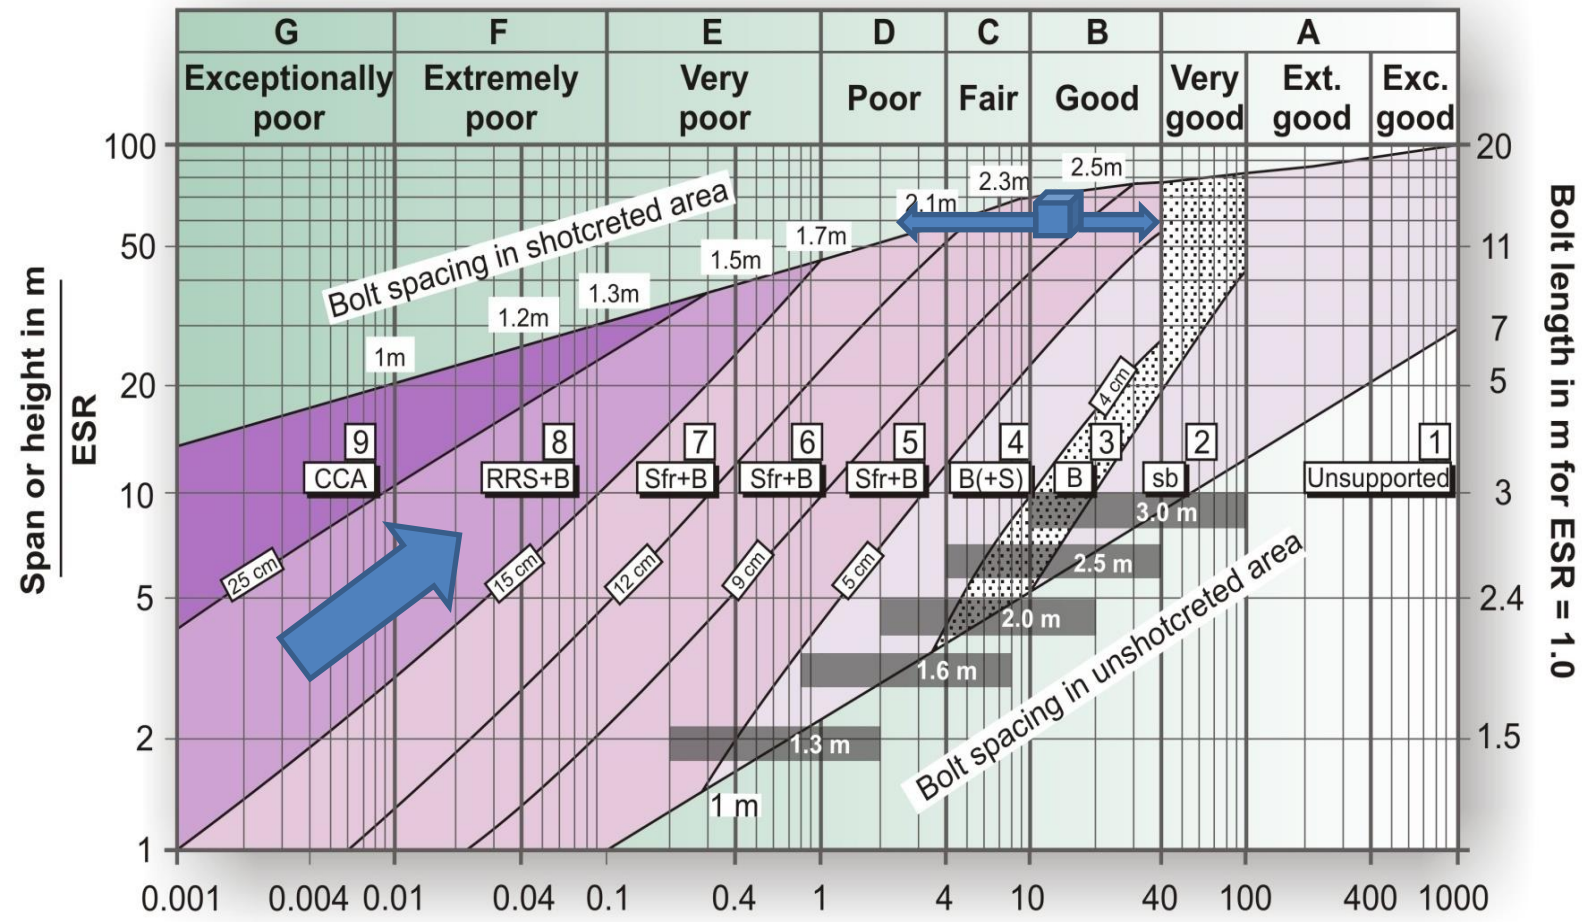 G F E D C B A
Exceptionally poor
Extremely poor
Very poor
Poor
Fair
Good
Very good
Ext. good
Exc. good
Span or height in m
ESR
100
50
20
10
5
2
1
Bolt spacing in shotcreted area
1m
1.2m
1.3m
1.5m
1.7m
2.1m
2.3m
2.5m
9
CCA
8
RRS+B
7
Sfr+B
6
Sfr+B
5
Sfr+B
4
B(+S)
3
B
2
sb
1
Unsupported
25 cm
15 cm
12 cm
9 cm
5 cm
4 cm
3.0 m
2.5 m
2.0 m
1.6 m
1.3 m
1 m
Bolt spacing in unshotcreted area
20
11
7
5
3
2.4
1.5
Bolt length in m for ESR = 1.0
0.001 0.004 0.01 0.04 0.1 0.4 1 4 10 40 100 400 1000